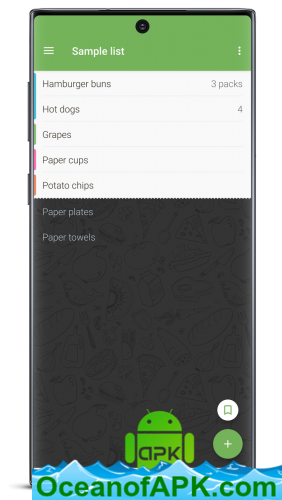 Sample list
Hamburger buns 3 packs
Hot dogs 4
Grapes
Paper cups
Potato chips
Paper plates
Paper towels
APK
OceanofAPK.com